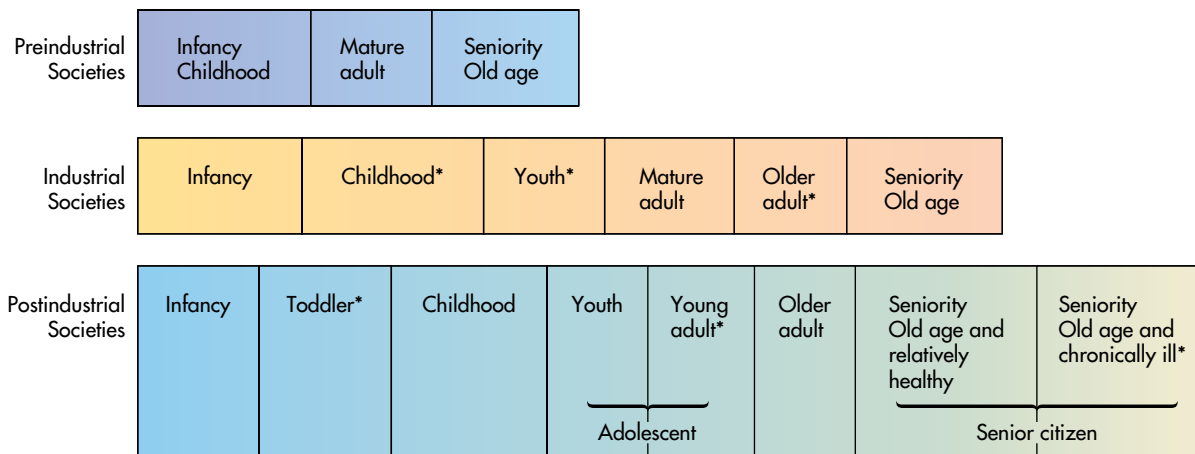 Preindustrial
Societies
Infancy
Childhood
Mature
adult
Seniority
Old age
Industrial
Societies
Infancy
Childhood*
Youth*
Mature
adult
Older
adult*
Seniority
Old age
Postindustrial
Societies
Infancy
Toddler*
Childhood
Youth
Young
adult*
Older
adult
Seniority
Old age and
relatively
healthy
Seniority
Old age and
chronically ill*
Adolescent
Senior citizen